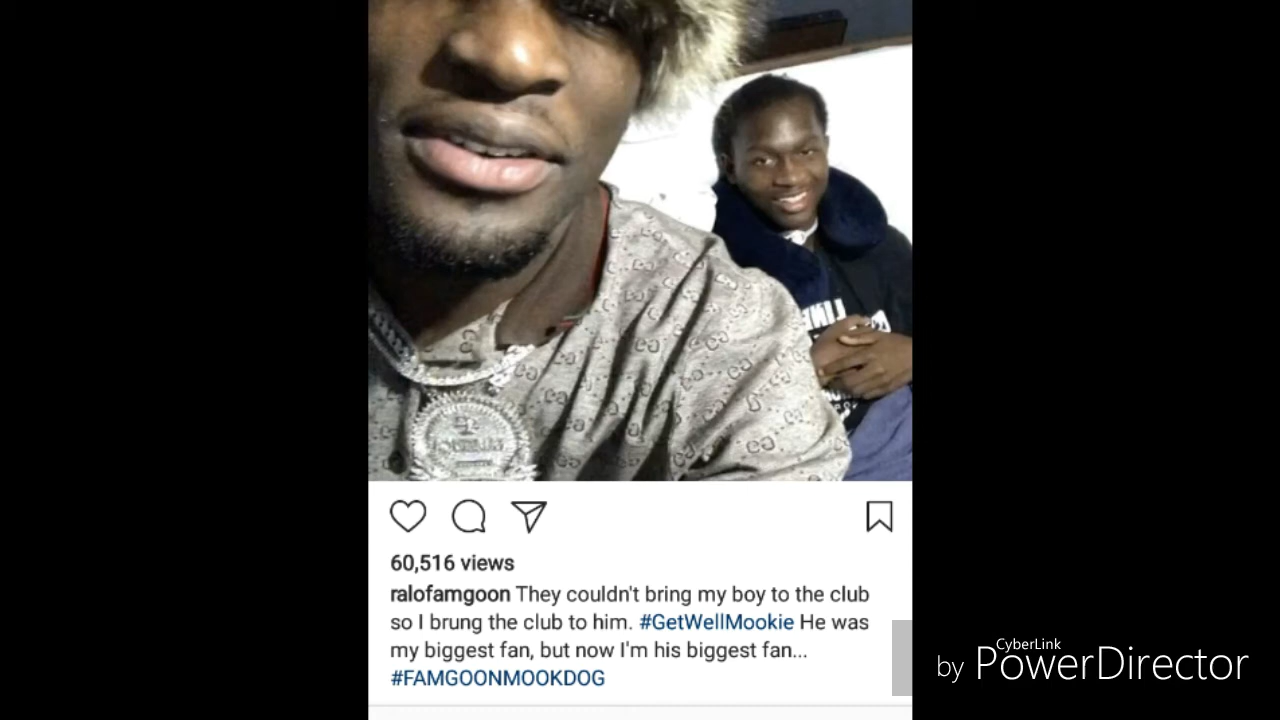 LINE
60,516 views
ralofamgoon They couldn't bring my boy to the club
so I brung the club to him. #GetWellMookie He was
my biggest fan, but now I'm his biggest fan...
#FAMGOONMOOKDOG
CyberLink
by PowerDirector